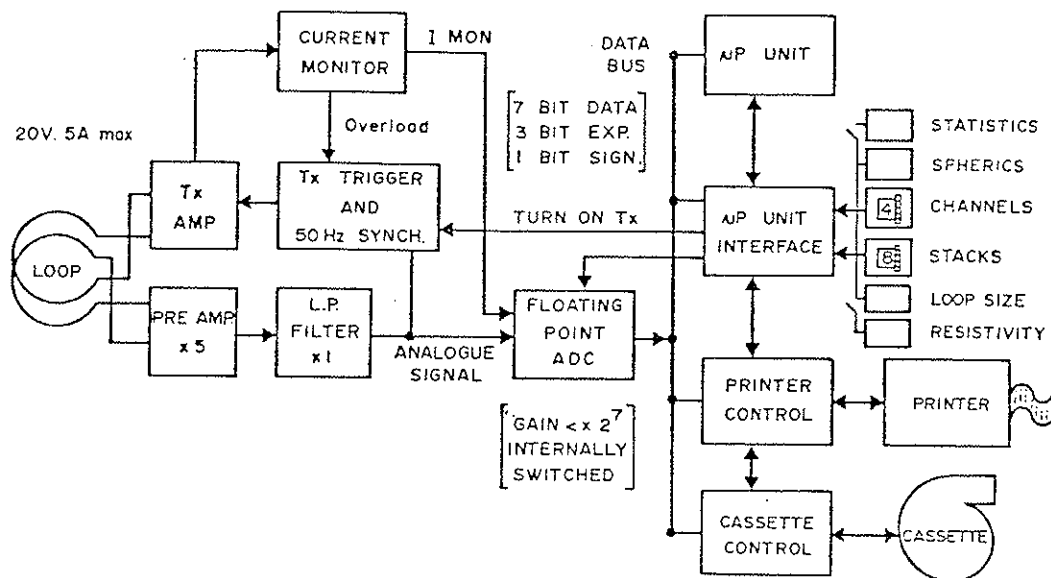 CURRENT
MONITOR
I MON
DATA
BUS
µP UNIT
20V. 5A max
Overload
7 BIT DATA
3 BIT EXP.
1 BIT SIGN.
STATISTICS
SPHERICS
Tx
AMP
Tx TRIGGER
AND
50Hz SYNCH.
TURN ON Tx
µP UNIT
INTERFACE
4
CHANNELS
8
STACKS
LOOP
PRE AMP.
x 5
L.P.
FILTER
x 1
ANALOGUE
SIGNAL
FLOATING
POINT
ADC
LOOP SIZE
RESISTIVITY
GAIN < x 2⁷
INTERNALLY
SWITCHED
PRINTER
CONTROL
PRINTER
CASSETTE
CONTROL
CASSETTE